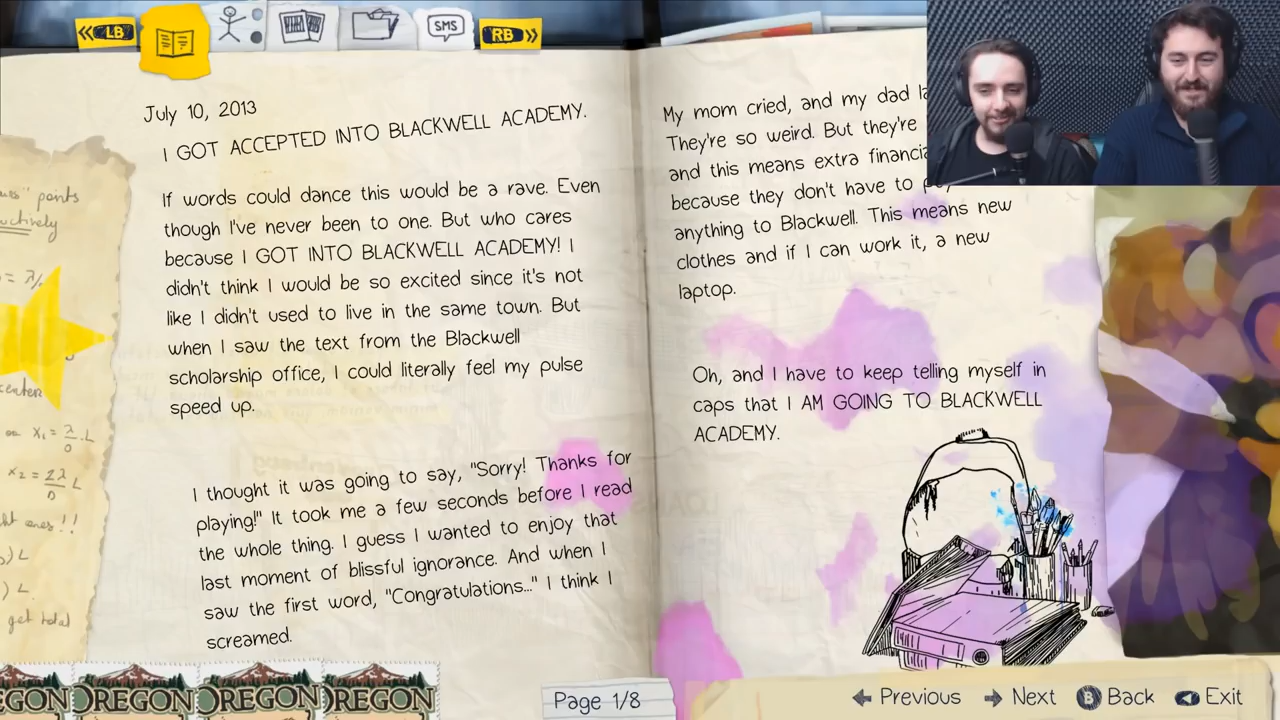 LB
SMS
RB
July 10, 2013
I GOT ACCEPTED INTO BLACKWELL ACADEMY.
If words could dance this would be a rave. Even
though I've never been to one. But who cares
because I GOT INTO BLACKWELL ACADEMY! I
didn't think I would be so excited since it's not
like I didn't used to live in the same town. But
when I saw the text from the Blackwell
scholarship office, I could literally feel my pulse
speed up.
I thought it was going to say, "Sorry! Thanks for
playing!" It took me a few seconds before I read
the whole thing. I guess I wanted to enjoy that
last moment of blissful ignorance. And when I
saw the first word, "Congratulations..." I think I
screamed.
My mom cried, and my dad
They're so weird. But they're
and this means extra
because they don't have to
anything to Blackwell. This means new
clothes and if I can work it, a new
laptop.
Oh, and I have to keep telling myself in
caps that I AM GOING TO BLACKWELL
ACADEMY.
points
get total
OREGON OREGON OREGON
Page 1/8
Previous Next B Back Exit